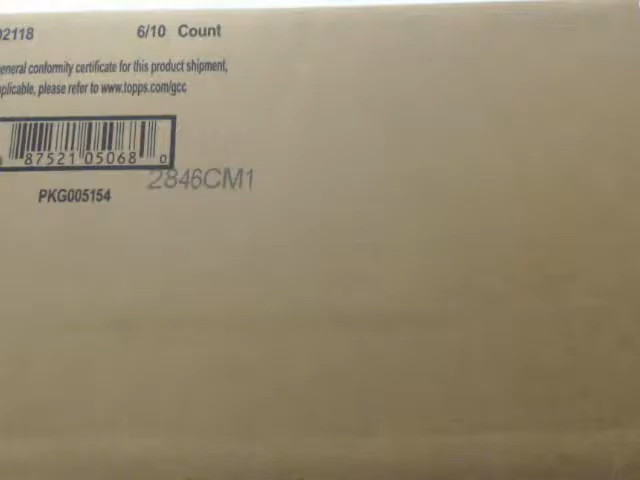 02118 6/10 Count
eneral conformity certificate for this product shipment,
plicable, please refer to www.topps.com/gcc
87521 05068 0
2846CM1
PKG005154